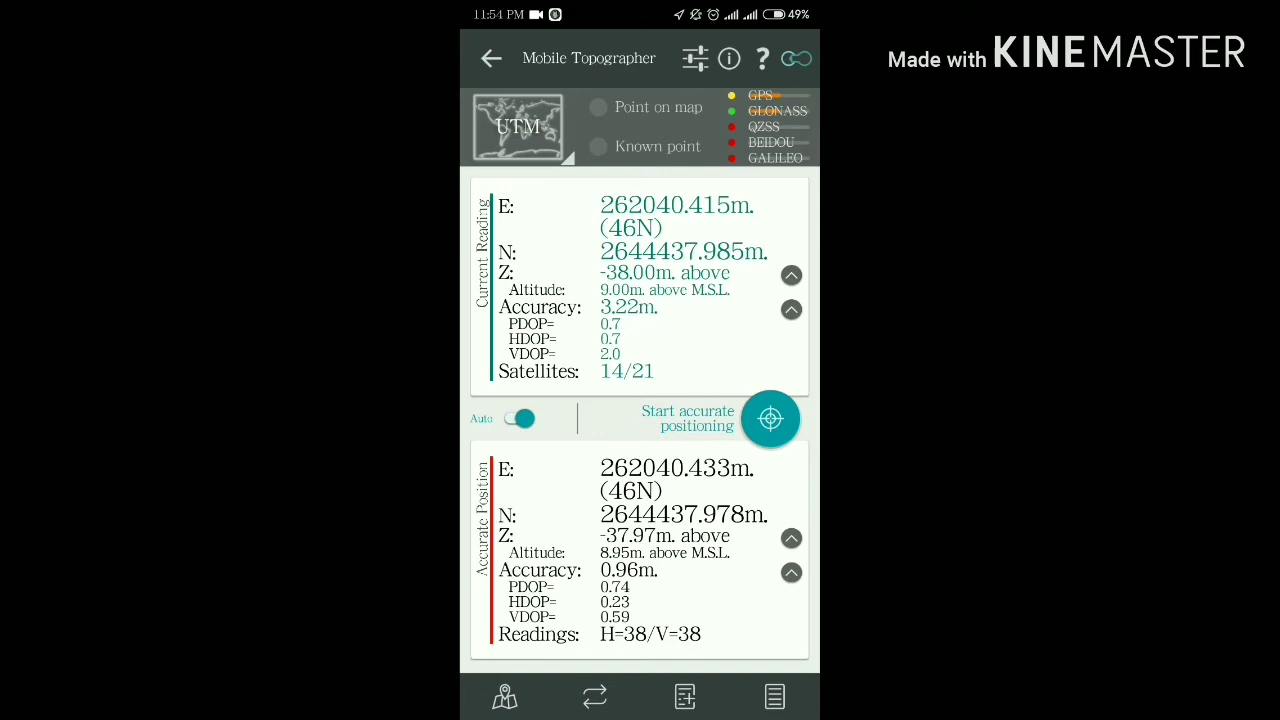 11:54 PM
49%
Made with KINEMASTER
Mobile Topographer
UTM
Point on map
Known point
GPS
GLONASS
QZSS
BEIDOU
GALILEO
Current Reading
E: 262040.415m.
(46N)
N: 2644437.985m.
Z: -38.00m. above
Altitude: 9.00m. above M.S.L.
Accuracy: 3.22m.
PDOP= 0.7
HDOP= 0.7
VDOP= 2.0
Satellites: 14/21
Auto
Start accurate
positioning
Accurate Position
E: 262040.433m.
(46N)
N: 2644437.978m.
Z: -37.97m. above
Altitude: 8.95m. above M.S.L.
Accuracy: 0.96m.
PDOP= 0.74
HDOP= 0.23
VDOP= 0.59
Readings: H=38/V=38